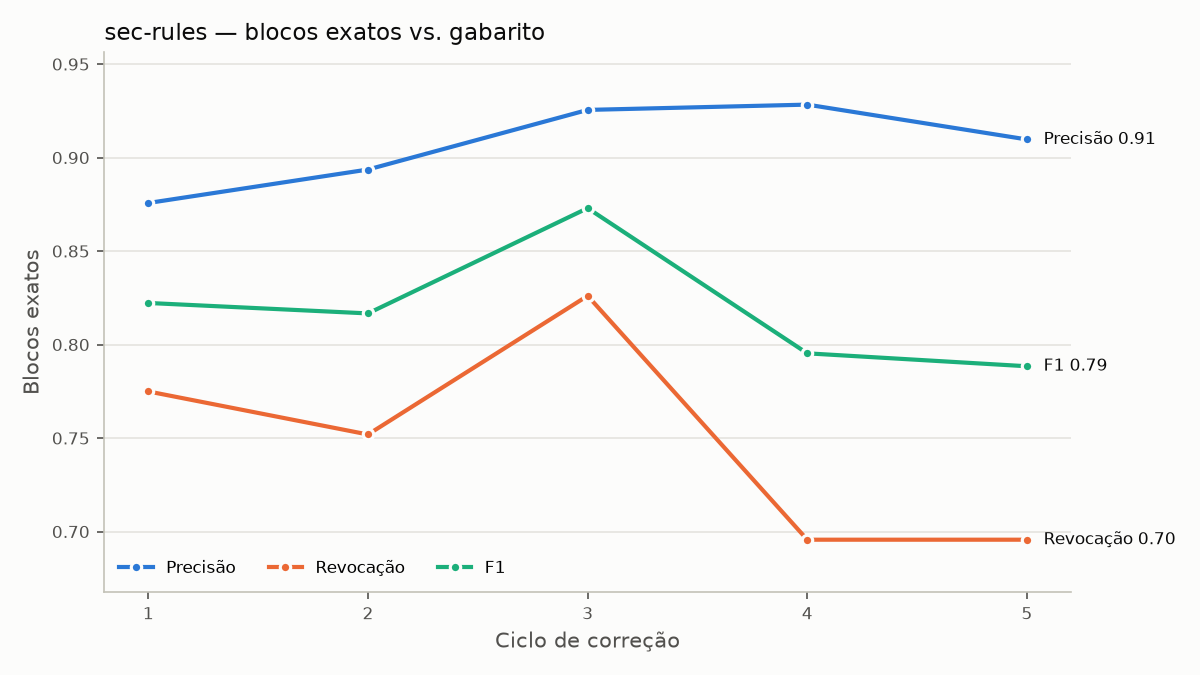 sec-rules — blocos exatos vs. gabarito
Blocos exatos
0.95
0.90
0.85
0.80
0.75
0.70
Precisão 0.91
F1 0.79
Revocação 0.70
Precisão
Revocação
F1
1
2
3
4
5
Ciclo de correção